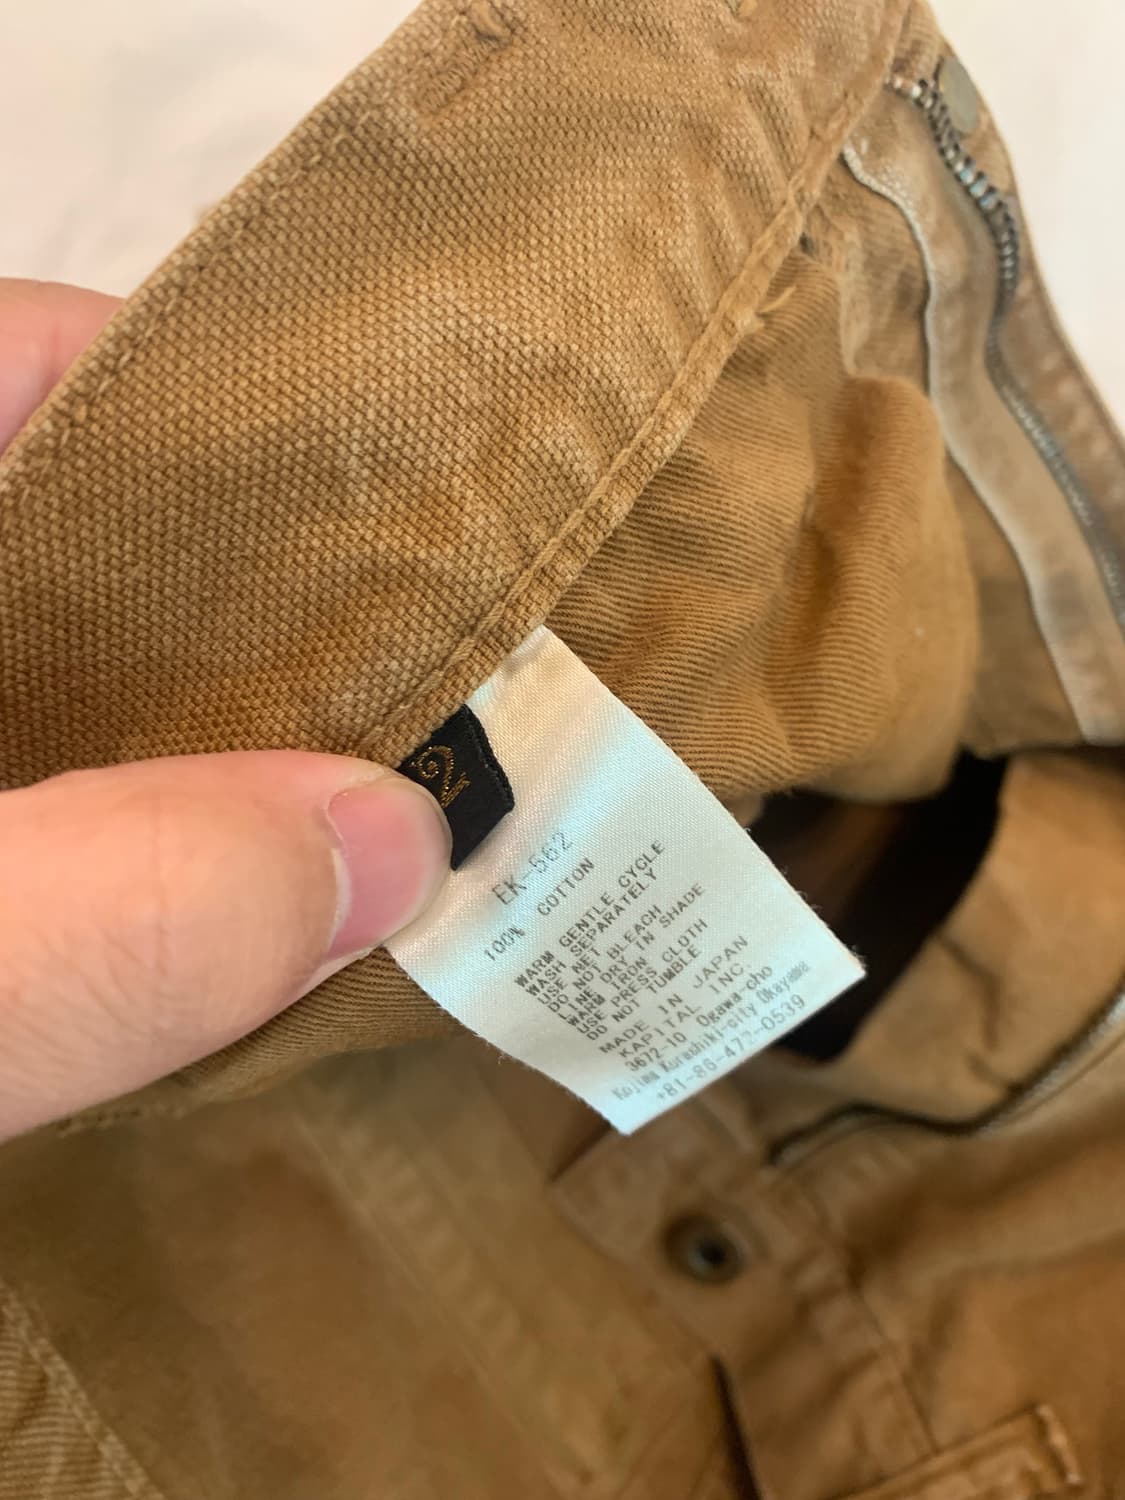 2
EK-562
100% COTTON
WARM GENTLE CYCLE
WASH SEPARATELY
USE NET
DO NOT BLEACH
LINE DRY IN SHADE
WARM IRON
USE PRESS CLOTH
DO NOT TUMBLE
MADE IN JAPAN
KAPITAL INC.
3672-10 Ogawa-cho
Kojima Kurashiki-city Okayama
+81-86-472-0539